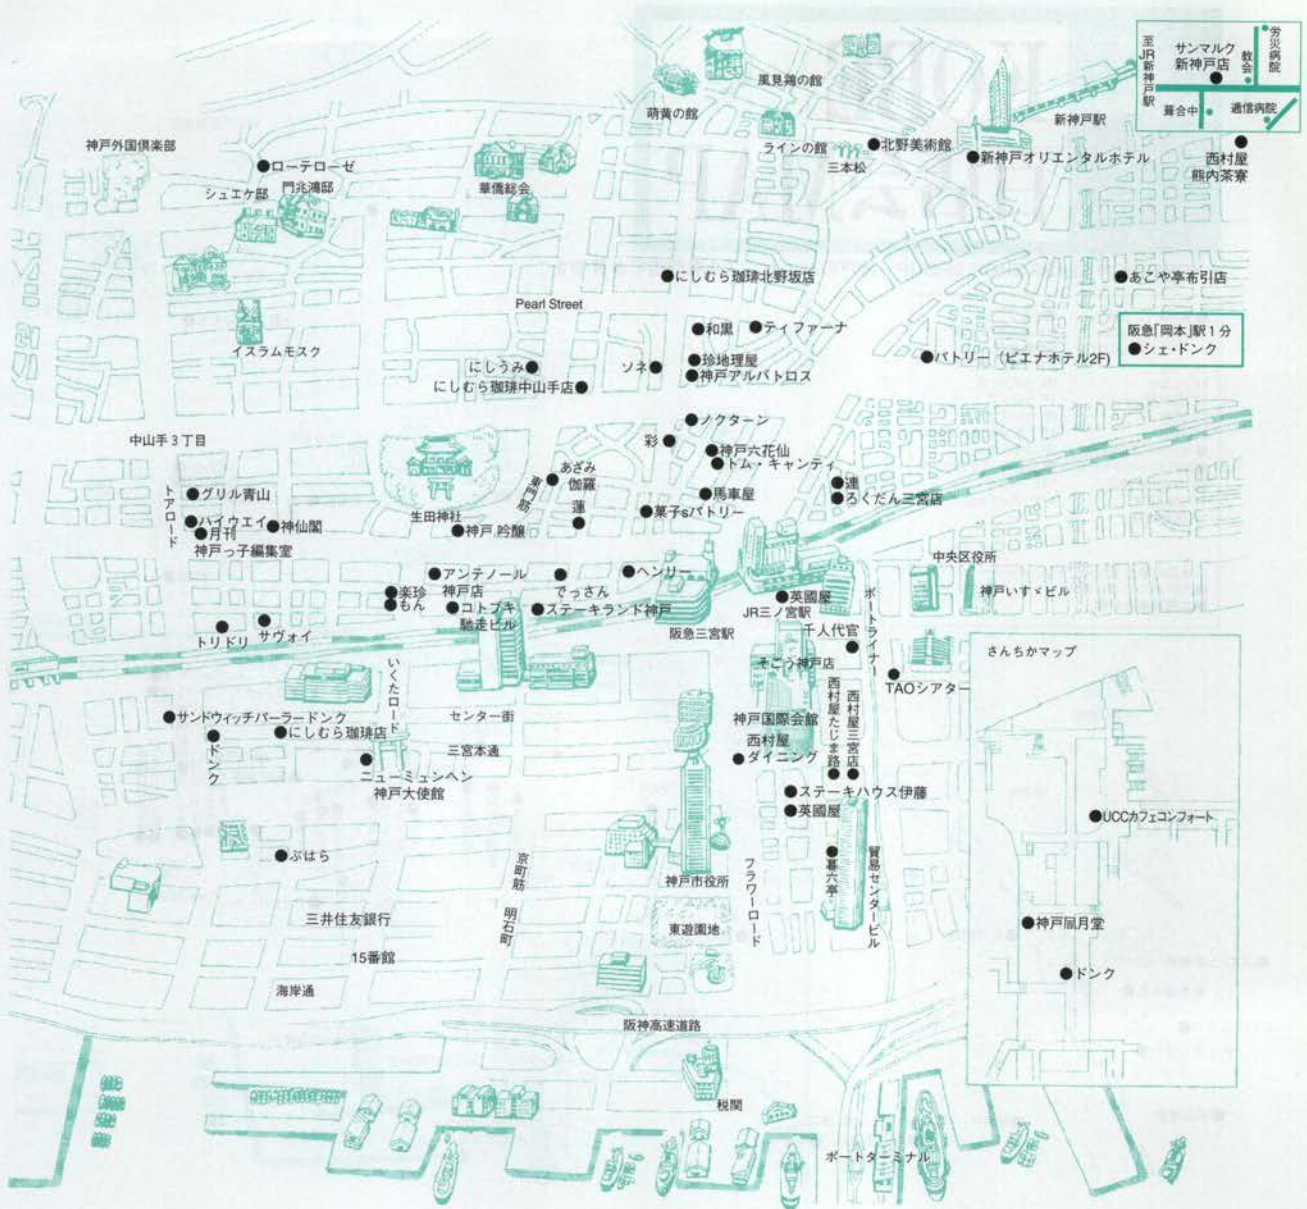 至JR新神戸駅
サンマルク
新神戸店
教会
労災病院
葺合中
逓信病院
風見鶏の館
萌黄の館
新神戸駅
ラインの館
三本松
●北野美術館
●新神戸オリエンタルホテル
西村屋
熊内茶寮
神戸外国倶楽部
●ローテローゼ
シュエケ邸
門兆鴻邸
華僑総会
●にしむら珈琲北野坂店
●あこや亭布引店
Pearl Street
●和黒
●ティファーナ
阪急「岡本」駅1分
●シェ・ドンク
イスラムモスク
にしうみ●
ソネ●
●珍地理屋
●神戸アルバトロス
●パトリー(ピエナホテル2F)
にしむら珈琲中山手店●
●ノクターン
中山手3丁目
彩●
●神戸六花仙
●トム・キャンティ
あざみ
伽羅
東門筋
トアロード
●グリル青山
●馬車屋
●連
●ろくだん三宮店
●菓子sパトリー
蓮
生田神社
●ハイウエイ
●神仙閣
●月刊
神戸っ子編集室
●神戸吟醸
中央区役所
●アンテノール
神戸店
●ヘンリー
でっさん
神戸いすゞビル
●楽珍
●もん
●コトブキ
馳走ビル
●ステーキランド神戸
●英國屋
JR三ノ宮駅
ポートライナー
阪急三宮駅
トリドリ
サヴォイ
千人代官
さんちかマップ
いくたロード
そごう神戸店
TAOシアター
●サンドウィッチパーラードンク
センター街
●にしむら珈琲店
ドンク
神戸国際会館
西村屋たじま路
西村屋三宮店
三宮本通
西村屋
●ダイニング
ニューミュンヘン
神戸大使館
●ステーキハウス伊藤
●英國屋
●UCCカフェコンフォート
●ぶはら
京町筋
明石町
神戸市役所
フラワーロード
暮六亭
貿易センタービル
三井住友銀行
東遊園地
●神戸凮月堂
15番館
●ドンク
海岸通
阪神高速道路
税関
ポートターミナル